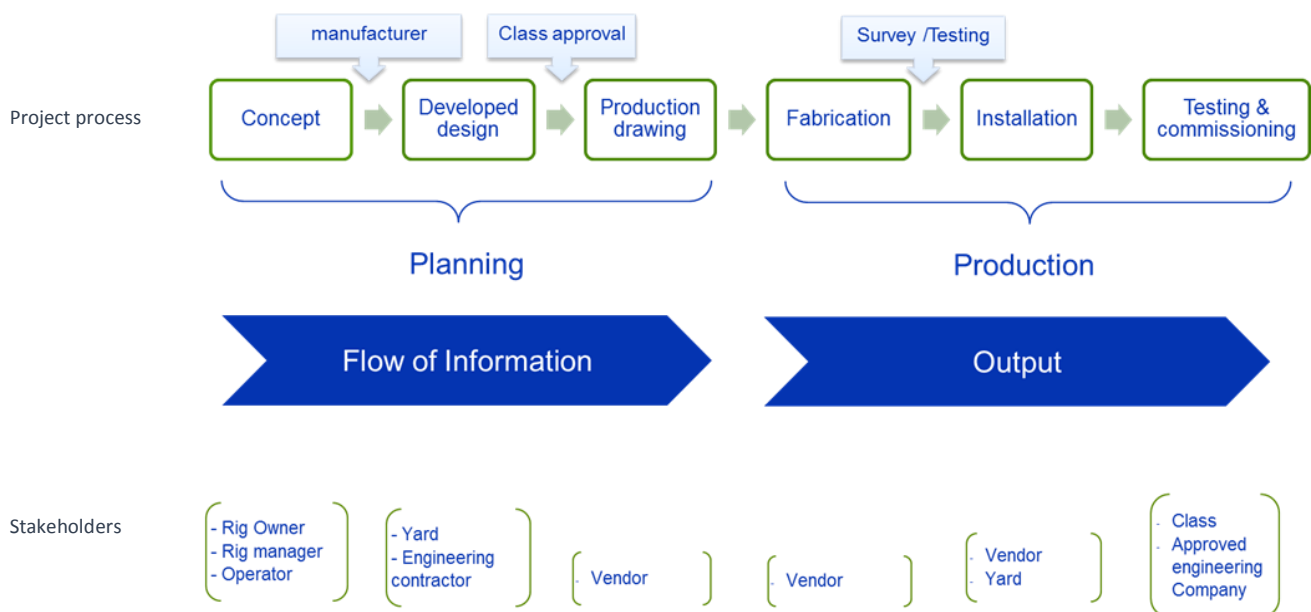 manufacturer
Class approval
Survey /Testing
Project process
Concept
Developed
design
Production
drawing
Fabrication
Installation
Testing &
commissioning
Planning
Production
Flow of Information
Output
Stakeholders
- Rig Owner
- Rig manager
- Operator
- Yard
- Engineering
contractor
- Vendor
- Vendor
- Vendor
- Yard
- Class
- Approved
engineering
Company